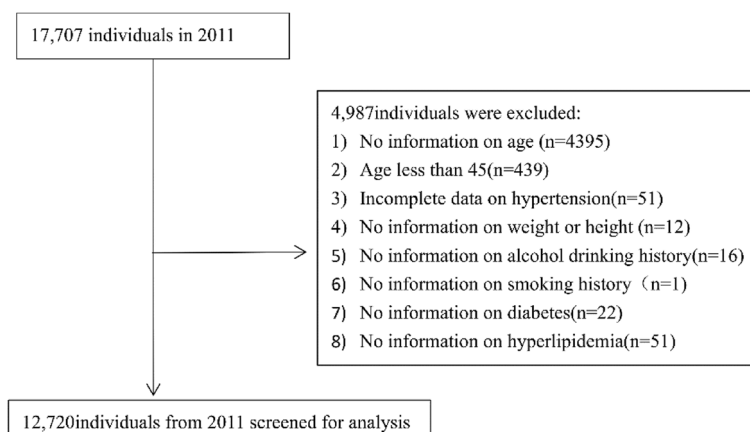 17,707 individuals in 2011
4,987individuals were excluded:
1) No information on age (n=4395)
2) Age less than 45(n=439)
3) Incomplete data on hypertension(n=51)
4) No information on weight or height (n=12)
5) No information on alcohol drinking history(n=16)
6) No information on smoking history（n=1)
7) No information on diabetes(n=22)
8) No information on hyperlipidemia(n=51)
12,720individuals from 2011 screened for analysis